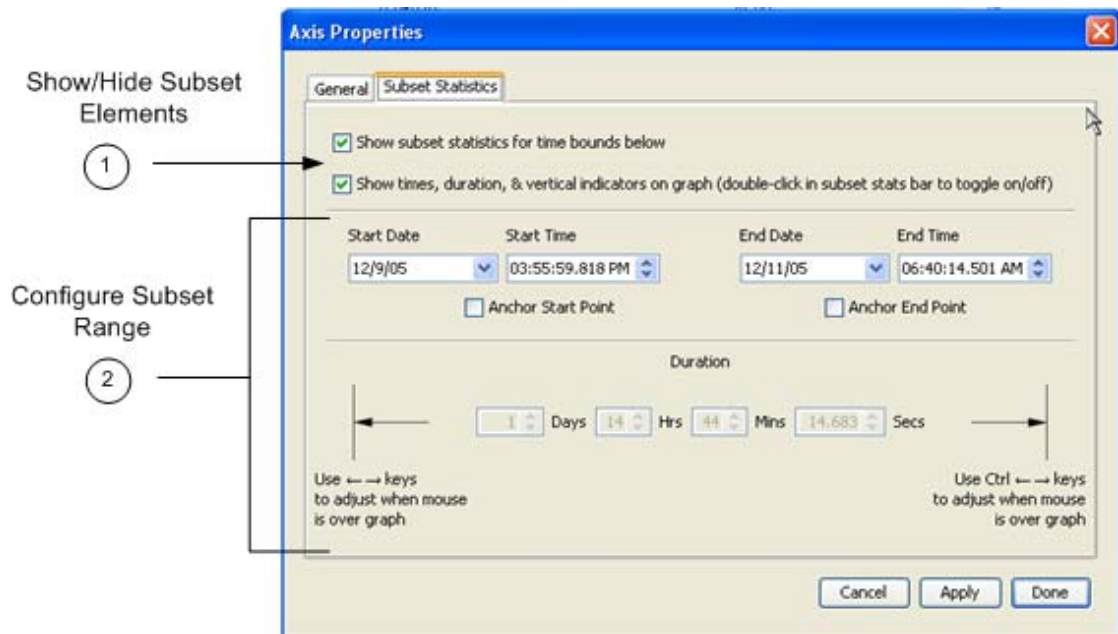 Axis Properties
Show/Hide Subset
Elements
1
General
Subset Statistics
Show subset statistics for time bounds below
Show times, duration, & vertical indicators on graph (double-click in subset stats bar to toggle on/off)
Configure Subset
Range
2
Start Date
Start Time
End Date
End Time
12/9/05
03:55:59.818 PM
12/11/05
06:40:14.501 AM
Anchor Start Point
Anchor End Point
Duration
1 Days 14 Hrs 44 Mins 14.683 Secs
Use ←→ keys
to adjust when mouse
is over graph
Use Ctrl ←→ keys
to adjust when mouse
is over graph
Cancel
Apply
Done